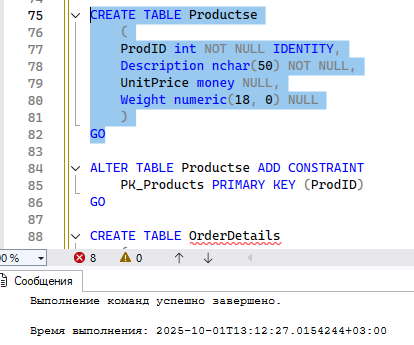 75 CREATE TABLE Productse
76 (
77 ProdID int NOT NULL IDENTITY,
78 Description nchar(50) NOT NULL,
79 UnitPrice money NULL,
80 Weight numeric(18, 0) NULL
81 )
82 GO
83
84 ALTER TABLE Productse ADD CONSTRAINT
85 PK_Products PRIMARY KEY (ProdID)
86 GO
87
88 CREATE TABLE OrderDetails
8 0
Сообщения
Выполнение команд успешно завершено.
Время выполнения: 2025-10-01T13:12:27.0154244+03:00